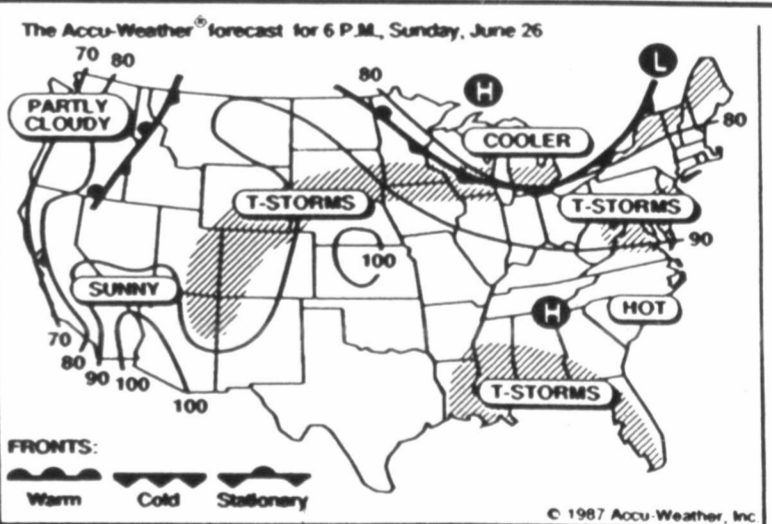 The Accu-Weather® forecast for 6 P.M., Sunday, June 26
70 80
80
H
L
PARTLY
CLOUDY
COOLER
80
T-STORMS
T-STORMS
90
100
SUNNY
H
HOT
70
80
90
100
100
T-STORMS
FRONTS:
Warm Cold Stationary
© 1987 Accu-Weather, Inc